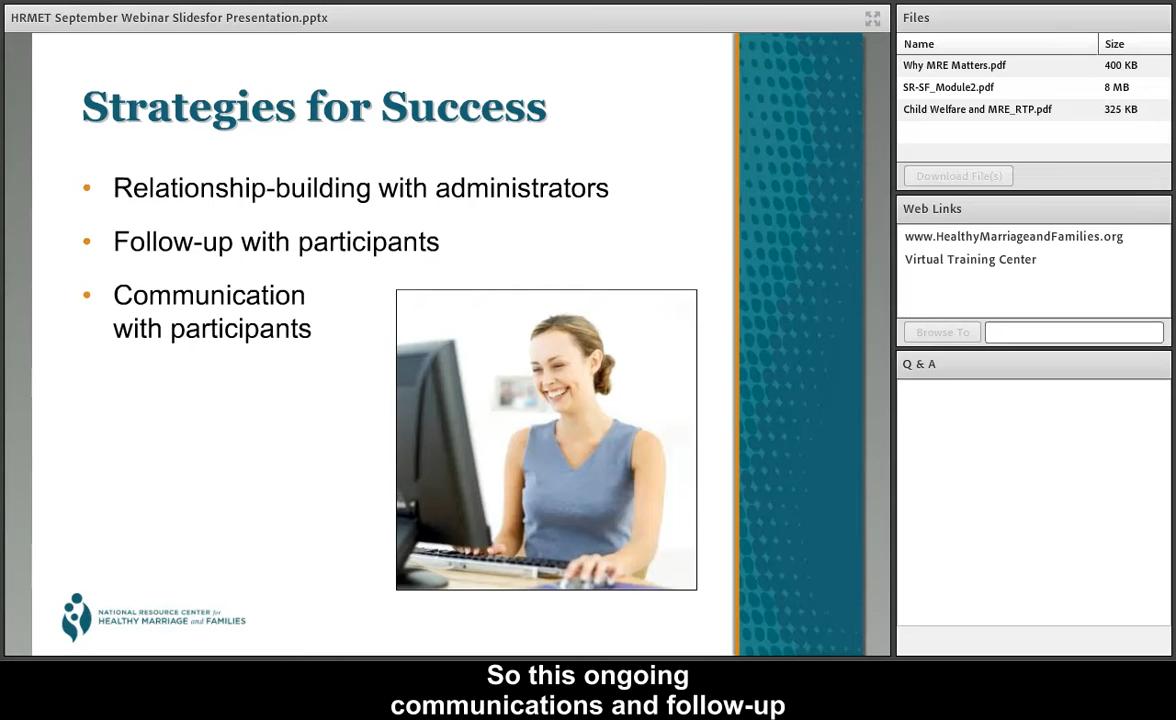 HRMET September Webinar Slidesfor Presentation.pptx
Strategies for Success
• Relationship-building with administrators
• Follow-up with participants
• Communication
with participants
NATIONAL RESOURCE CENTER for
HEALTHY MARRIAGE and FAMILIES
Files
Name Size
Why MRE Matters.pdf 400 KB
SR-SF_Module2.pdf 8 MB
Child Welfare and MRE_RTP.pdf 325 KB
Download File(s)
Web Links
www.HealthyMarriageandFamilies.org
Virtual Training Center
Browse To
Q & A
So this ongoing
communications and follow-up